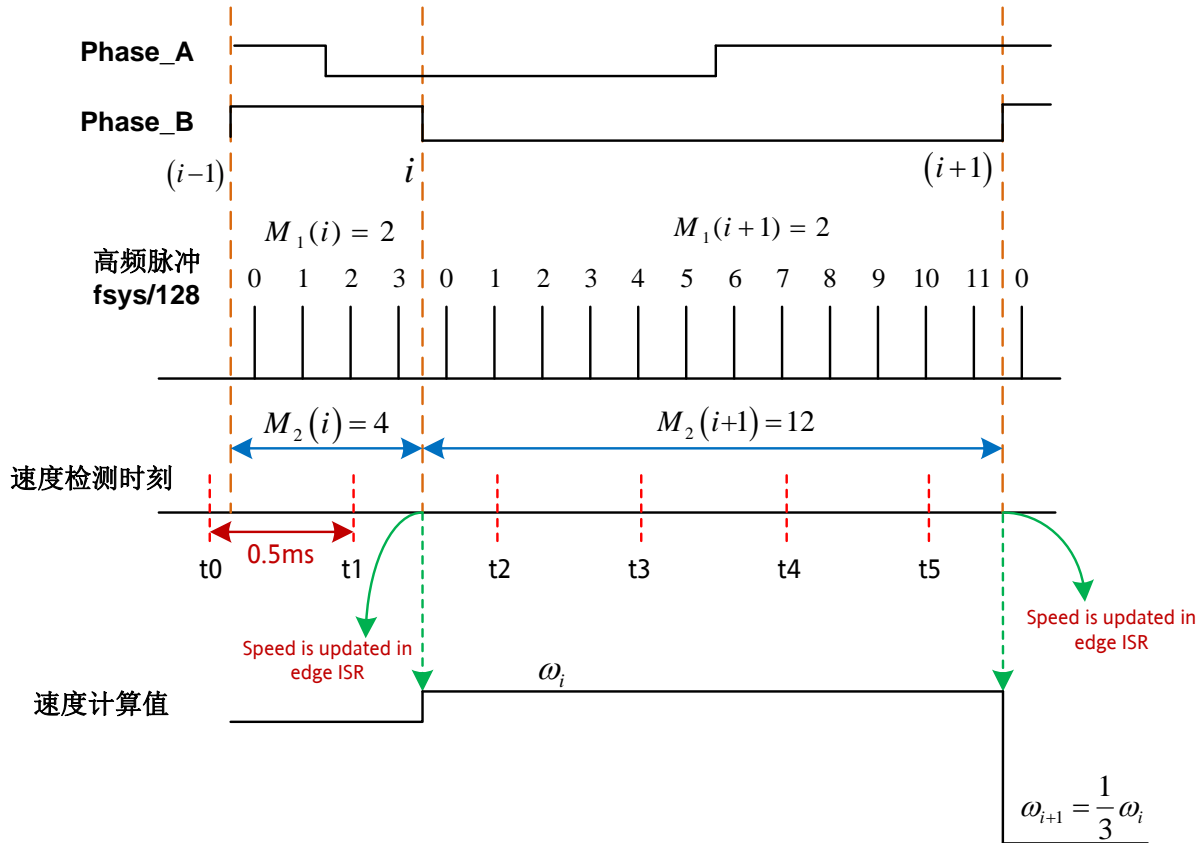 Phase_A
Phase_B
(i−1)
i
(i+1)
M₁(i) = 2
M₁(i+1) = 2
高频脉冲
fsys/128
0 1 2 3 0 1 2 3 4 5 6 7 8 9 10 11 0
M₂(i) = 4
M₂(i+1) = 12
速度检测时刻
0.5ms
t0 t1 t2 t3 t4 t5
Speed is updated in
edge ISR
Speed is updated in
edge ISR
ωᵢ
速度计算值
ωᵢ₊₁ = 1/3 ωᵢ